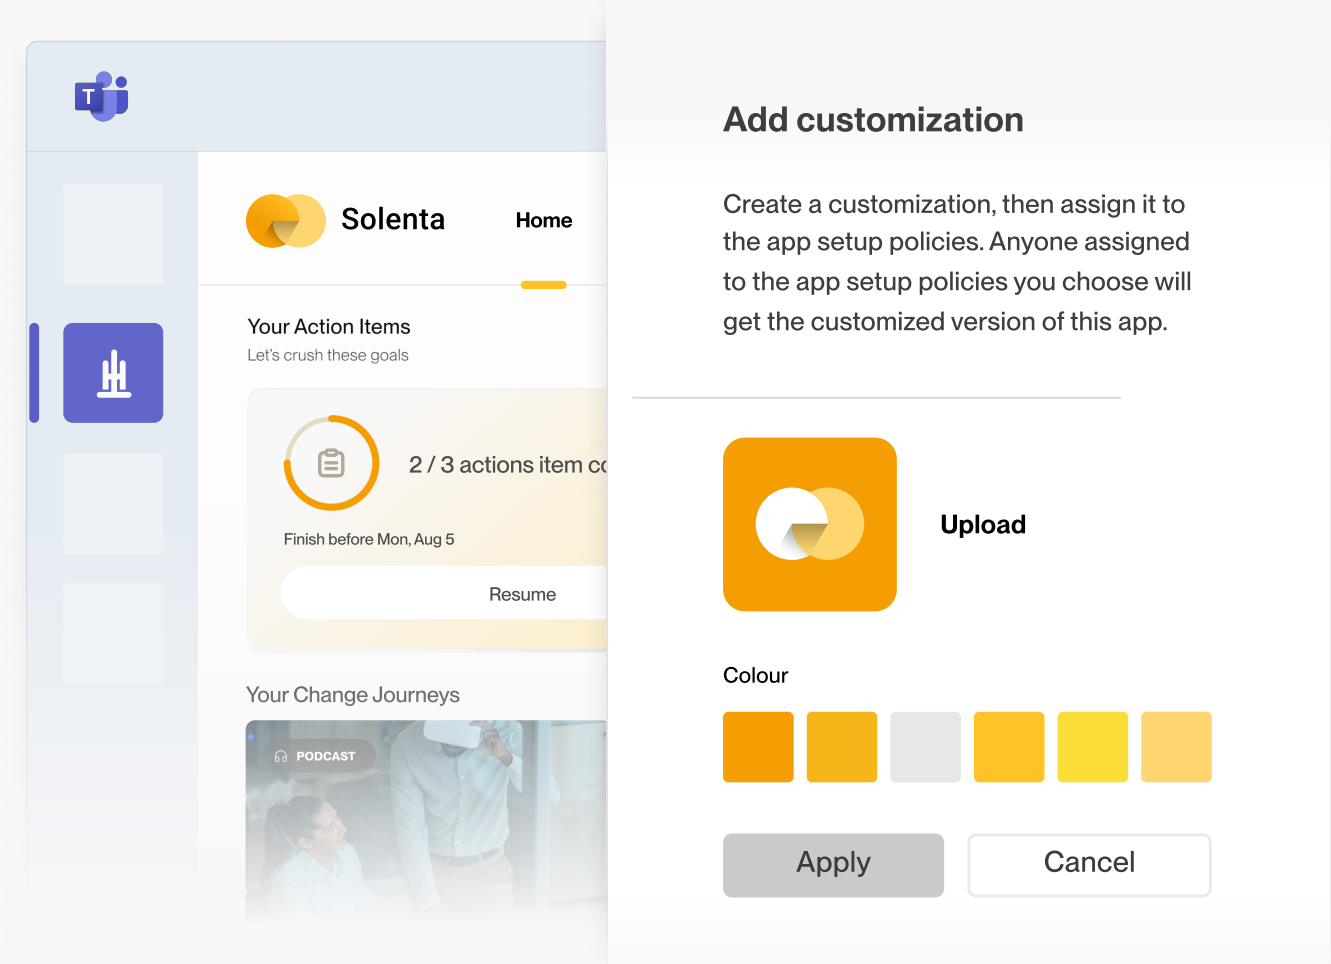 T
Solenta
Home
Your Action Items
Let's crush these goals
2 / 3 actions item
Finish before Mon, Aug 5
Resume
Your Change Journeys
PODCAST
Add customization
Create a customization, then assign it to
the app setup policies. Anyone assigned
to the app setup policies you choose will
get the customized version of this app.
Upload
Colour
Apply
Cancel